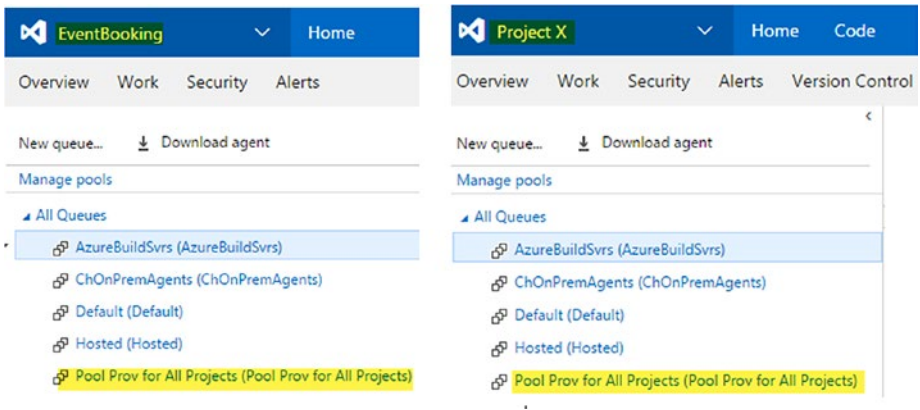 EventBooking Home
Overview Work Security Alerts
New queue... Download agent
Manage pools
All Queues
AzureBuildSvrs (AzureBuildSvrs)
ChOnPremAgents (ChOnPremAgents)
Default (Default)
Hosted (Hosted)
Pool Prov for All Projects (Pool Prov for All Projects)
Project X Home Code
Overview Work Security Alerts Version Control
New queue... Download agent
Manage pools
All Queues
AzureBuildSvrs (AzureBuildSvrs)
ChOnPremAgents (ChOnPremAgents)
Default (Default)
Hosted (Hosted)
Pool Prov for All Projects (Pool Prov for All Projects)